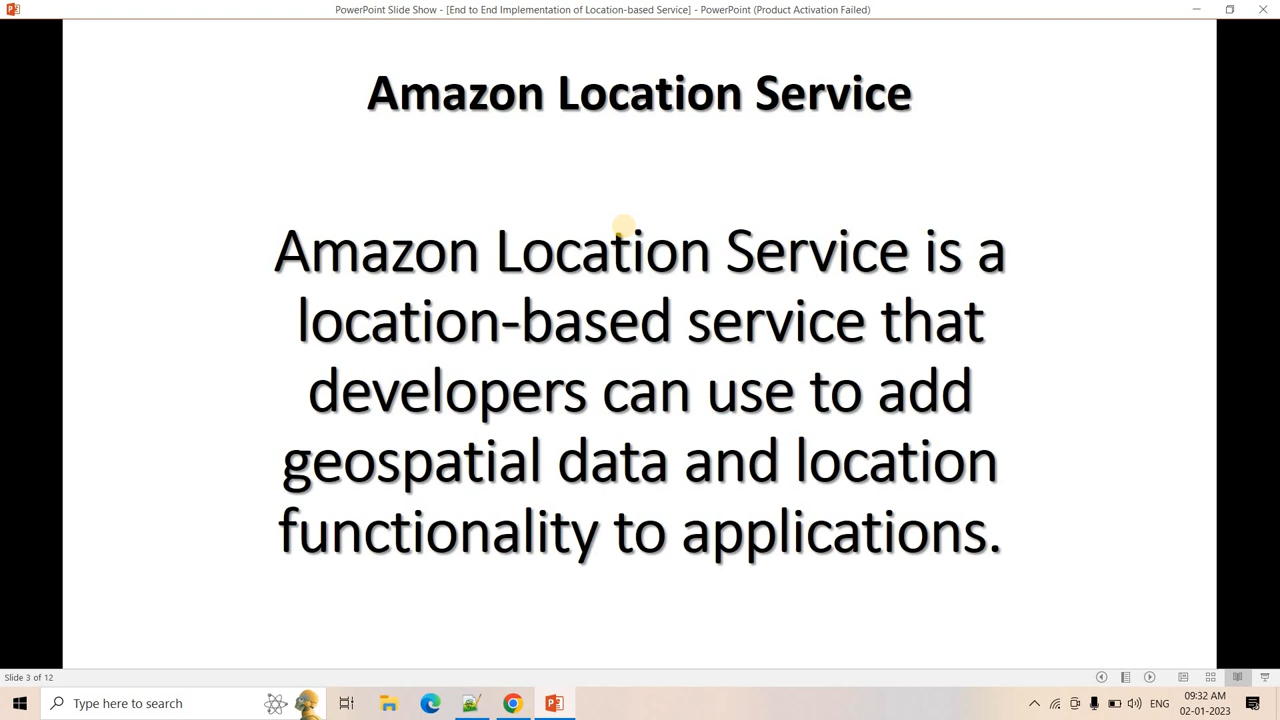 PowerPoint Slide Show - [End to End Implementation of Location-based Service] - PowerPoint (Product Activation Failed)
Amazon Location Service
Amazon Location Service is a
location-based service that
developers can use to add
geospatial data and location
functionality to applications.
Slide 3 of 12
Type here to search
ENG
09:32 AM
02-01-2023